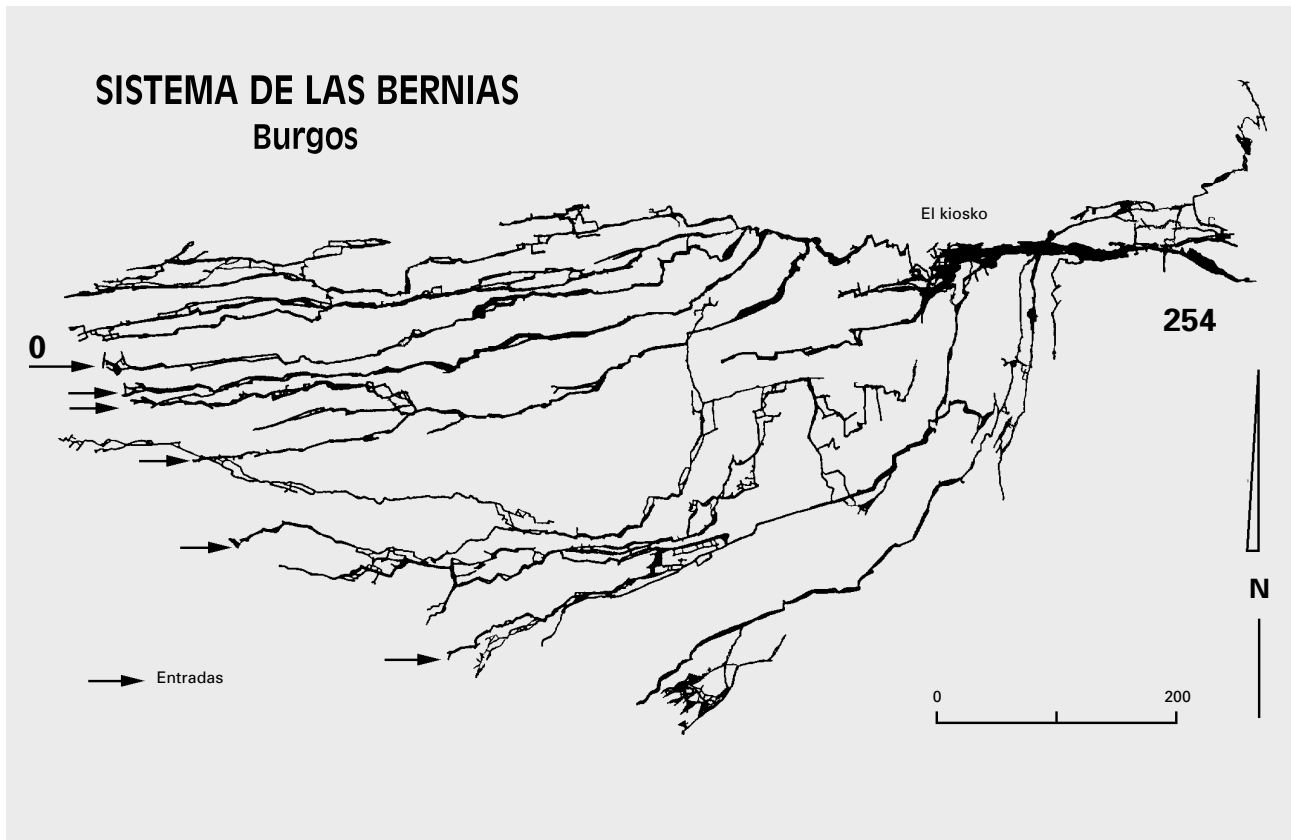 SISTEMA DE LAS BERNIAS
Burgos
El kiosko
254
0
N
Entradas
0 200